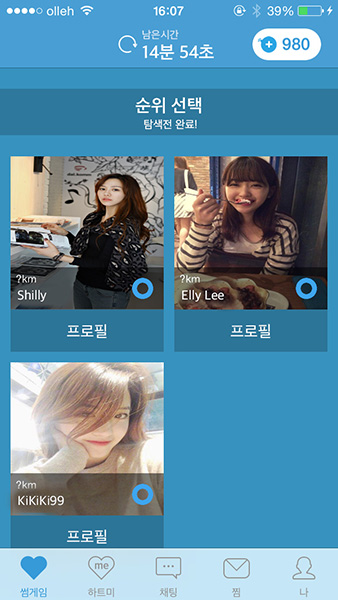 olleh 16:07 39%
남은시간
14분 54초
980
순위 선택
탐색전 완료!
?km
Shilly
?km
Elly Lee
프로필
프로필
?km
KiKiKi99
프로필
me
썸게임 하트미 채팅 찜 나